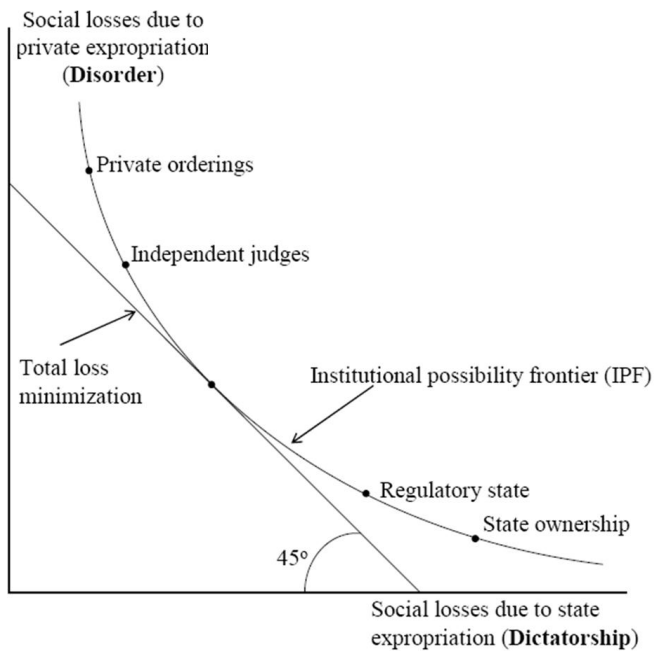 Social losses due to
private expropriation
(Disorder)
Private orderings
Independent judges
Total loss
minimization
Institutional possibility frontier (IPF)
Regulatory state
State ownership
45º
Social losses due to state
expropriation (Dictatorship)